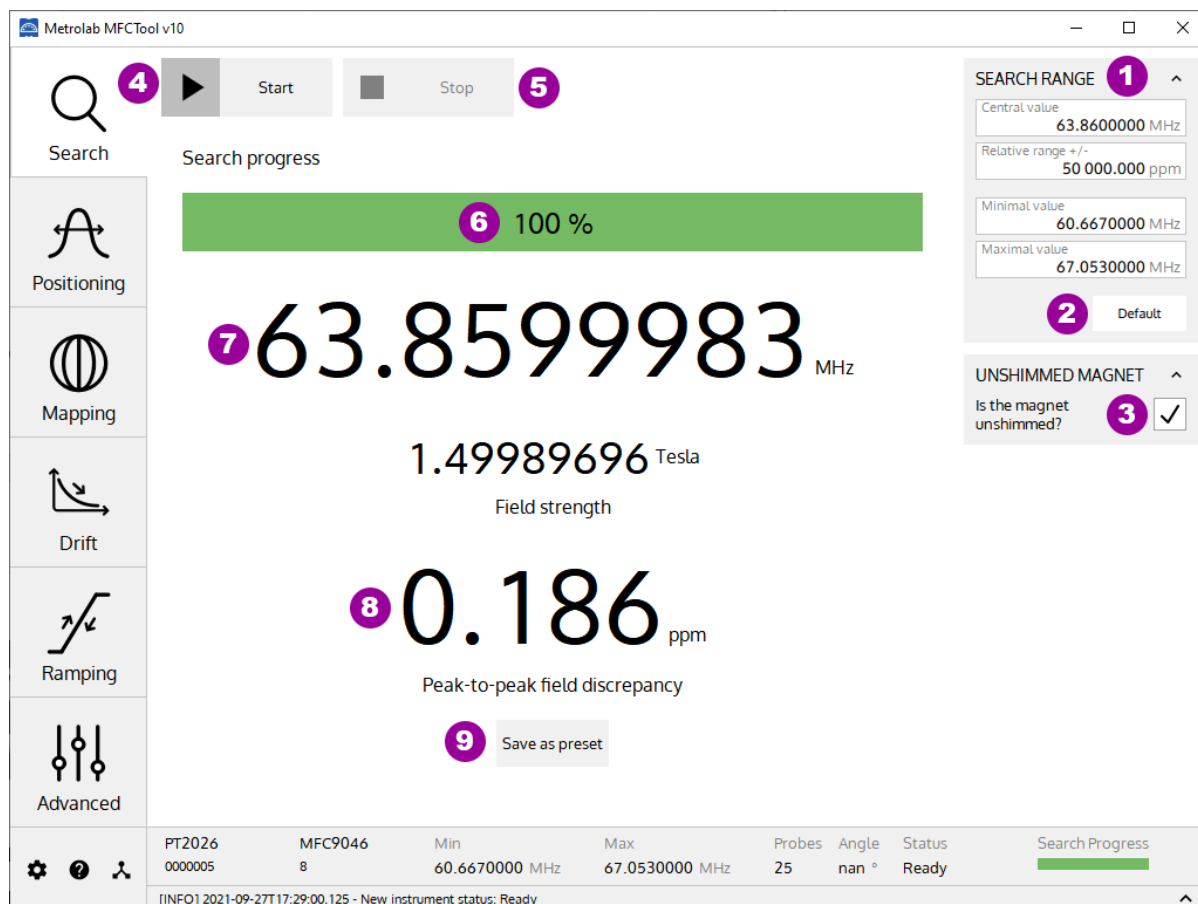 Metrolab MFCTool v10
Search
Positioning
Mapping
Drift
Ramping
Advanced
4
Start
Stop
5
Search progress
6
100 %
7
63.8599983 MHz
1.49989696 Tesla
Field strength
8
0.186 ppm
Peak-to-peak field discrepancy
9
Save as preset
SEARCH RANGE
1
Central value
63.8600000 MHz
Relative range +/-
50 000.000 ppm
Minimal value
60.6670000 MHz
Maximal value
67.0530000 MHz
2
Default
UNSHIMMED MAGNET
Is the magnet
unshimmed?
3
PT2026 MFC9046 Min Max Probes Angle Status Search Progress
0000005 8 60.6670000 MHz 67.0530000 MHz 25 nan ° Ready
[INFO] 2021-09-27T17:29:00.125 - New instrument status: Ready